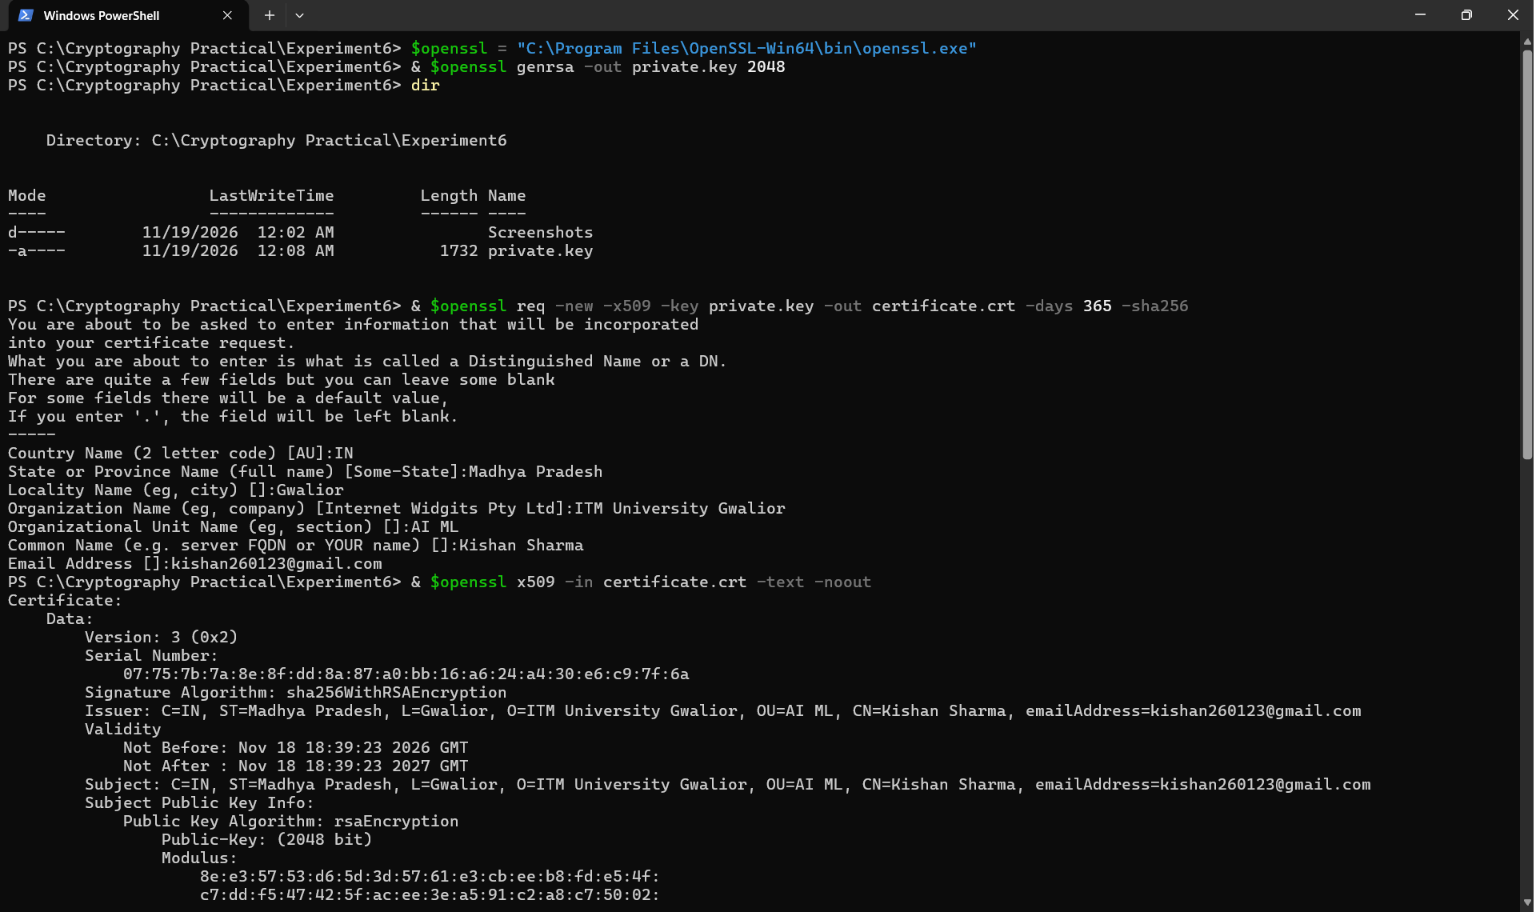 Windows PowerShell
PS C:\Cryptography Practical\Experiment6> $openssl = "C:\Program Files\OpenSSL-Win64\bin\openssl.exe"
PS C:\Cryptography Practical\Experiment6> & $openssl genrsa -out private.key 2048
PS C:\Cryptography Practical\Experiment6> dir
Directory: C:\Cryptography Practical\Experiment6
Mode                 LastWriteTime         Length Name
----                 -------------         ------ ----
d-----        11/19/2026  12:02 AM                Screenshots
-a----        11/19/2026  12:08 AM           1732 private.key
PS C:\Cryptography Practical\Experiment6> & $openssl req -new -x509 -key private.key -out certificate.crt -days 365 -sha256
You are about to be asked to enter information that will be incorporated
into your certificate request.
What you are about to enter is what is called a Distinguished Name or a DN.
There are quite a few fields but you can leave some blank
For some fields there will be a default value,
If you enter '.', the field will be left blank.
-----
Country Name (2 letter code) [AU]:IN
State or Province Name (full name) [Some-State]:Madhya Pradesh
Locality Name (eg, city) []:Gwalior
Organization Name (eg, company) [Internet Widgits Pty Ltd]:ITM University Gwalior
Organizational Unit Name (eg, section) []:AI ML
Common Name (e.g. server FQDN or YOUR name) []:Kishan Sharma
Email Address []:kishan260123@gmail.com
PS C:\Cryptography Practical\Experiment6> & $openssl x509 -in certificate.crt -text -noout
Certificate:
    Data:
        Version: 3 (0x2)
        Serial Number:
            07:75:7b:7a:8e:8f:dd:8a:87:a0:bb:16:a6:24:a4:30:e6:c9:7f:6a
        Signature Algorithm: sha256WithRSAEncryption
        Issuer: C=IN, ST=Madhya Pradesh, L=Gwalior, O=ITM University Gwalior, OU=AI ML, CN=Kishan Sharma, emailAddress=kishan260123@gmail.com
        Validity
            Not Before: Nov 18 18:39:23 2026 GMT
            Not After : Nov 18 18:39:23 2027 GMT
        Subject: C=IN, ST=Madhya Pradesh, L=Gwalior, O=ITM University Gwalior, OU=AI ML, CN=Kishan Sharma, emailAddress=kishan260123@gmail.com
        Subject Public Key Info:
            Public Key Algorithm: rsaEncryption
                Public-Key: (2048 bit)
                Modulus:
                    8e:e3:57:53:d6:5d:3d:57:61:e3:cb:ee:b8:fd:e5:4f:
                    c7:dd:f5:47:42:5f:ac:ee:3e:a5:91:c2:a8:c7:50:02: